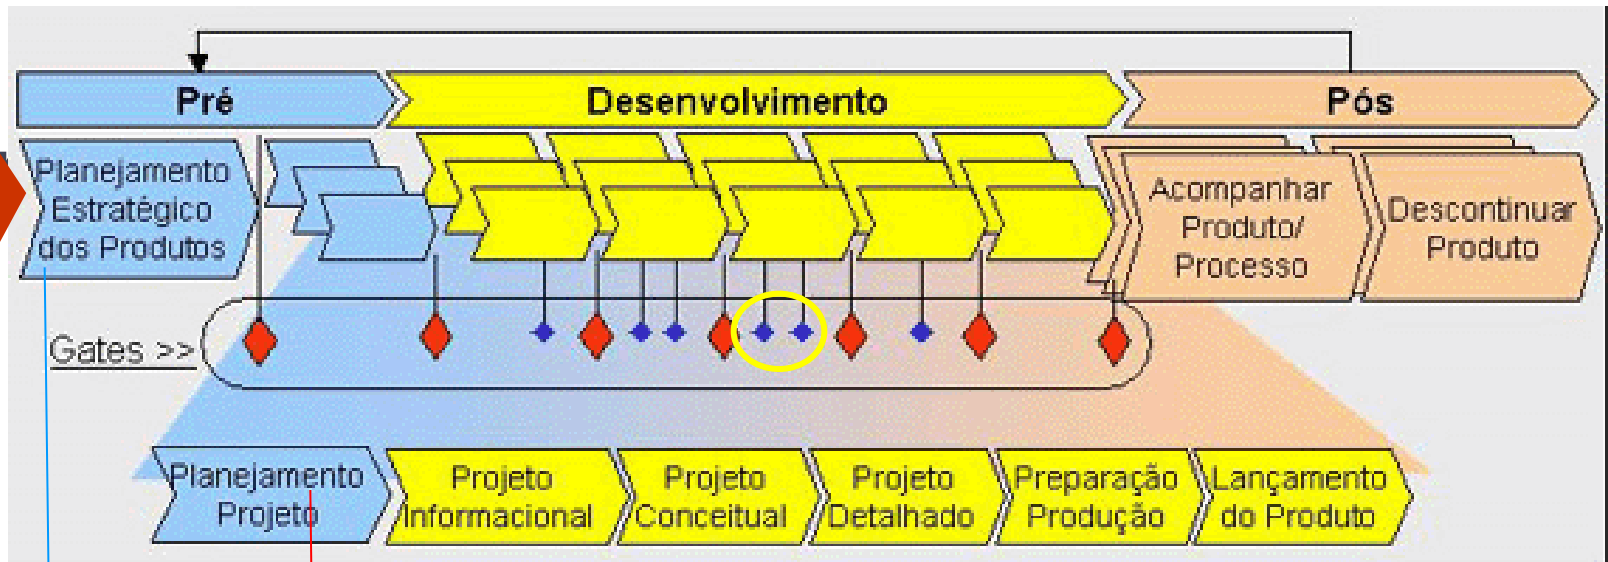 Pré
Desenvolvimento
Pós
Planejamento
Estratégico
dos Produtos
Acompanhar
Produto/
Processo
Descontinuar
Produto
Gates >>
Planejamento
Projeto
Projeto
Informacional
Projeto
Conceitual
Projeto
Detalhado
Preparação
Produção
Lançamento
do Produto